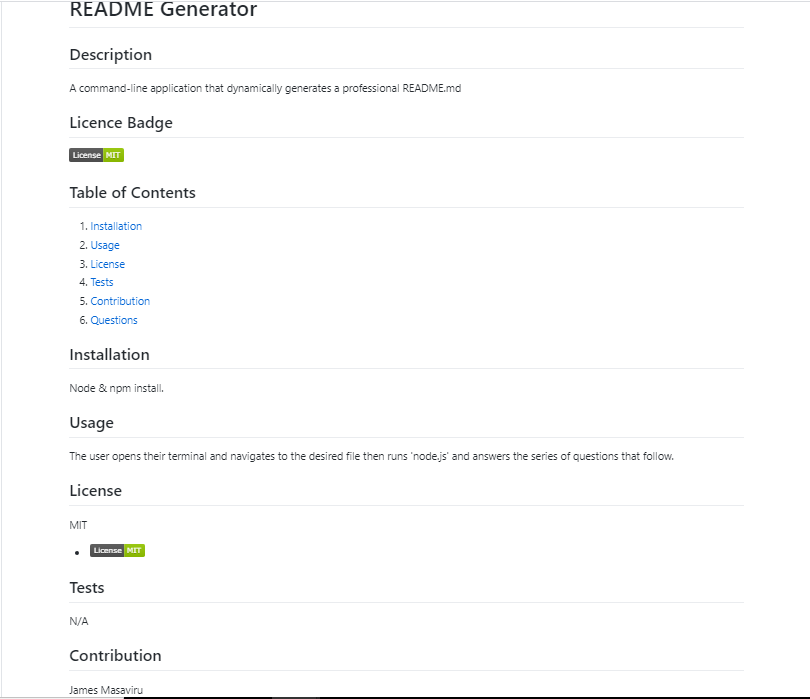 README Generator
Description
A command-line application that dynamically generates a professional README.md
Licence Badge
License MIT
Table of Contents
1. Installation
2. Usage
3. License
4. Tests
5. Contribution
6. Questions
Installation
Node & npm install.
Usage
The user opens their terminal and navigates to the desired file then runs 'node.js' and answers the series of questions that follow.
License
MIT
• License MIT
Tests
N/A
Contribution
James Masaviru